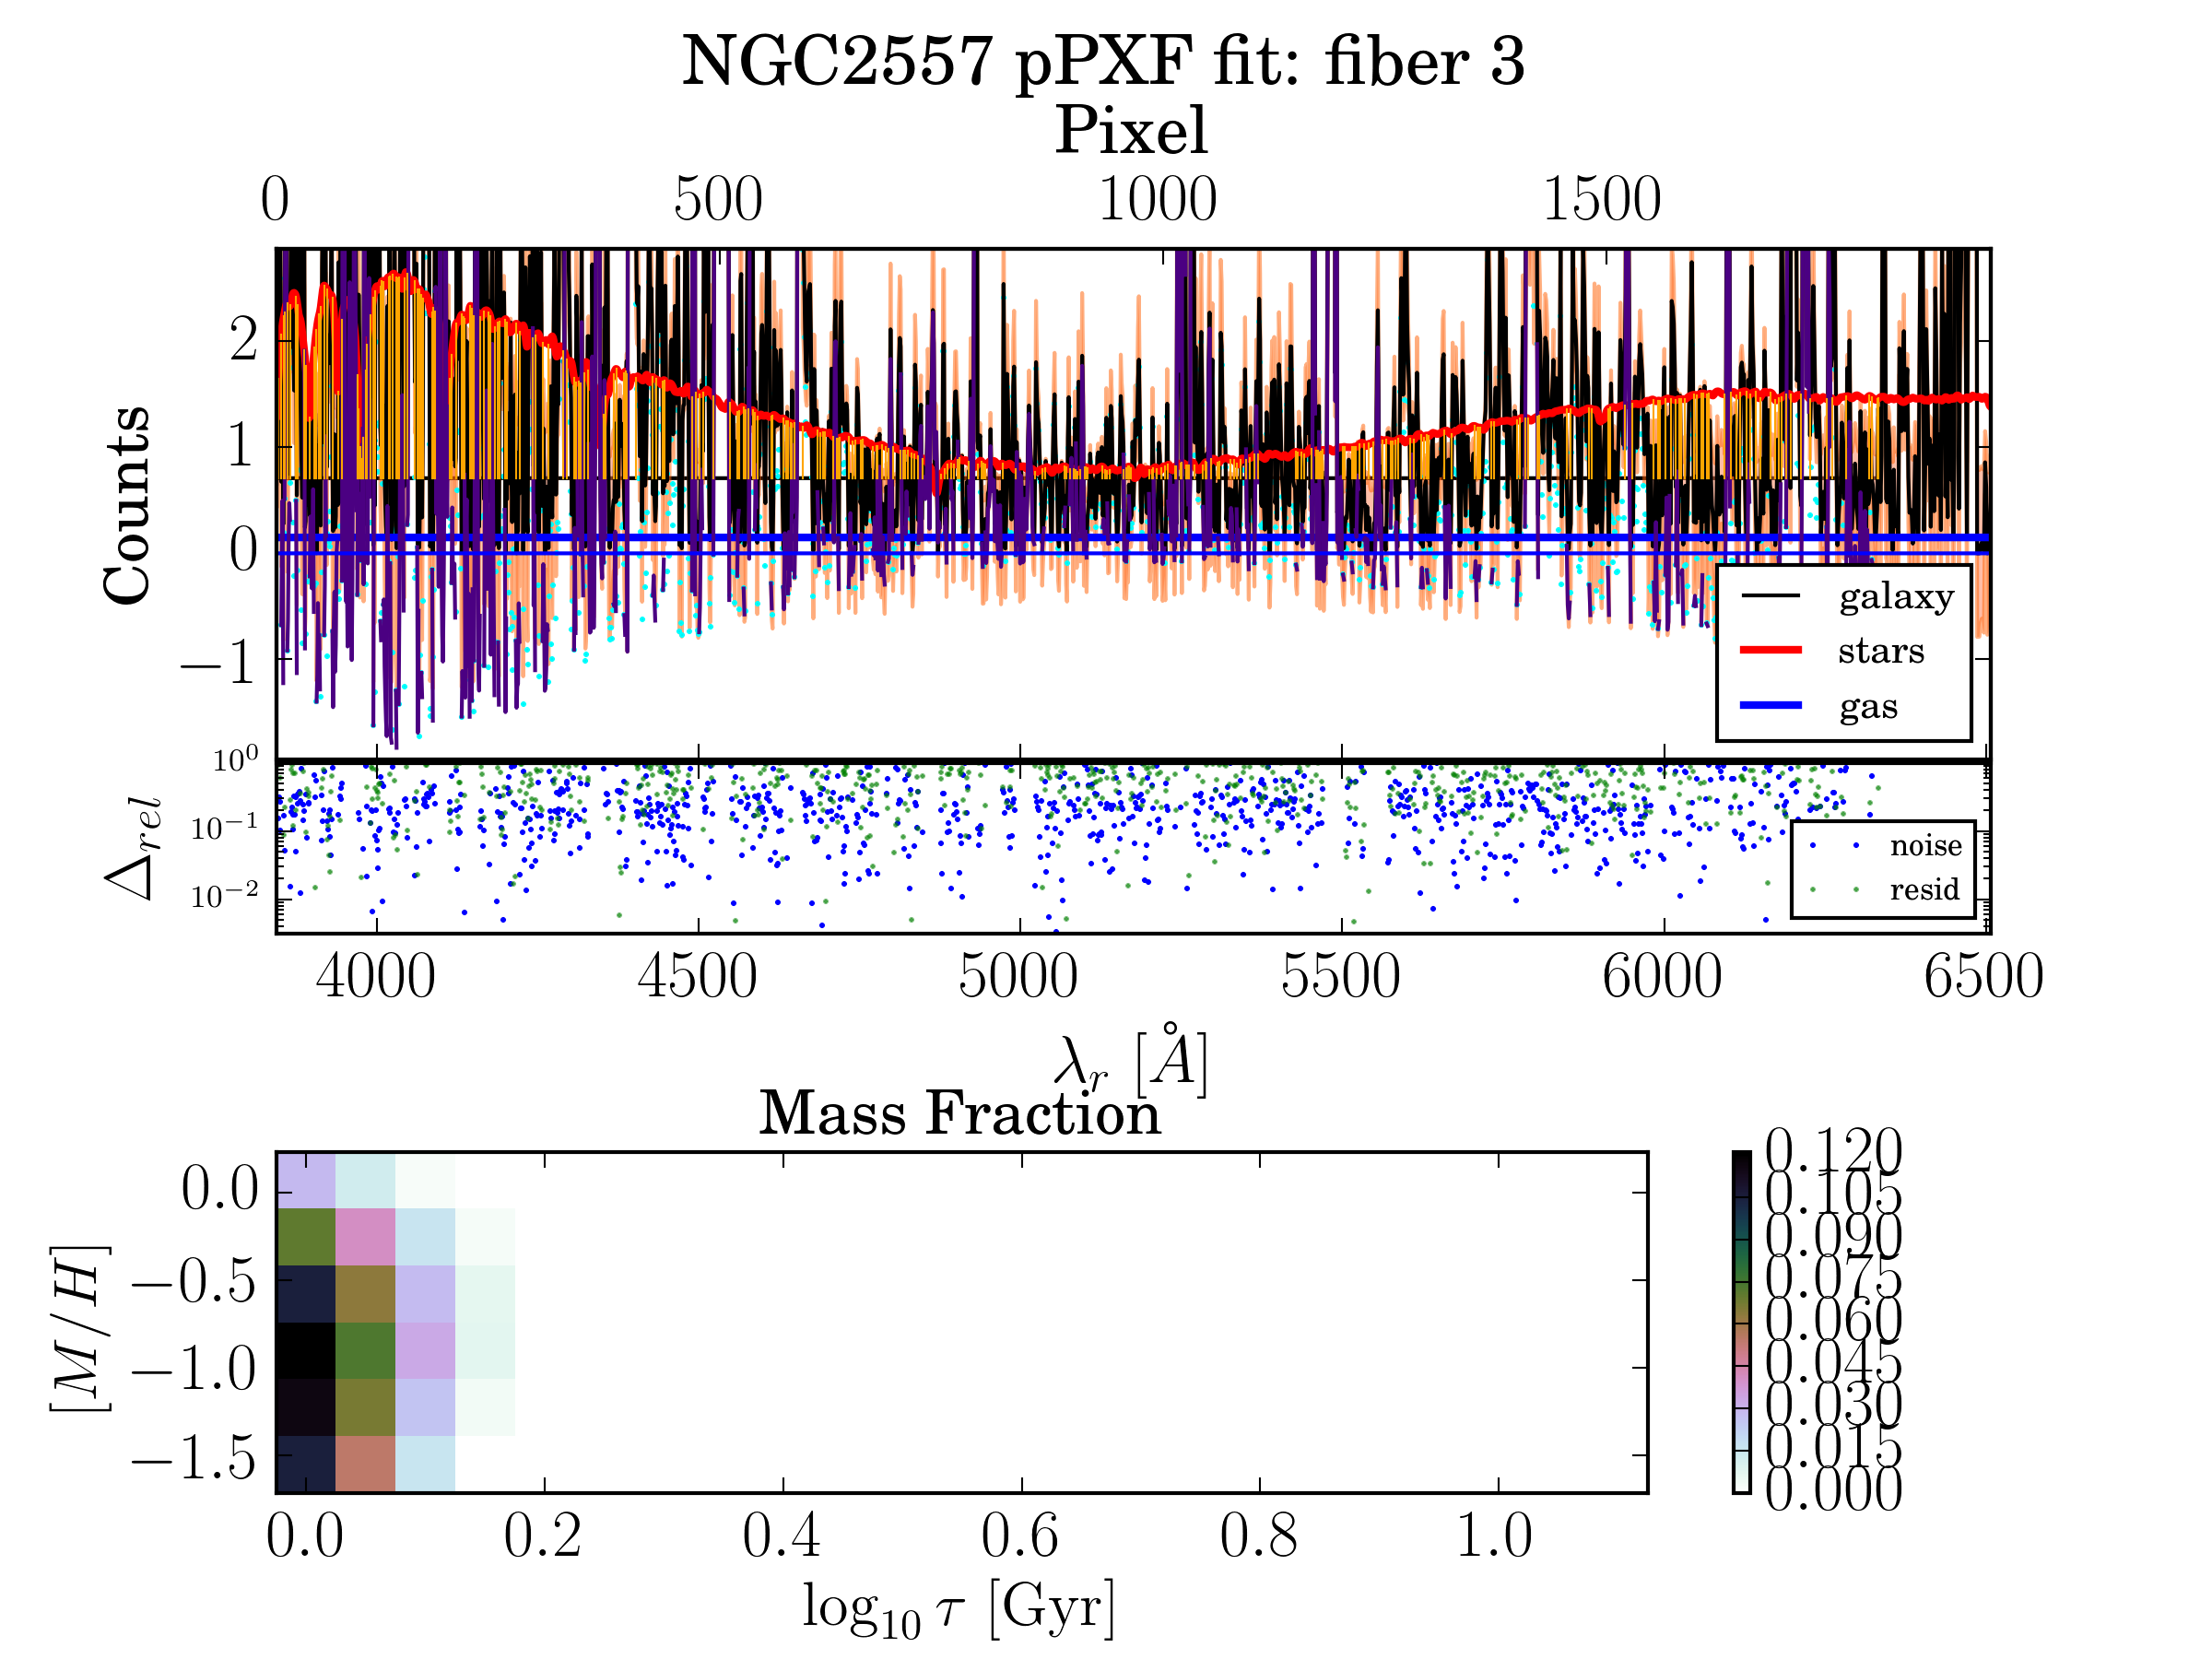 NGC2557 pPXF fit: fiber 3
Pixel
0 500 1000 1500
Counts
2
1
0
−1
galaxy
stars
gas
Δrel
10⁰
10⁻¹
10⁻²
noise
resid
4000 4500 5000 5500 6000 6500
λr [Å]
Mass Fraction
[M/H]
0.0
−0.5
−1.0
−1.5
0.0 0.2 0.4 0.6 0.8 1.0
log₁₀ τ [Gyr]
0.120
0.105
0.090
0.075
0.060
0.045
0.030
0.015
0.000